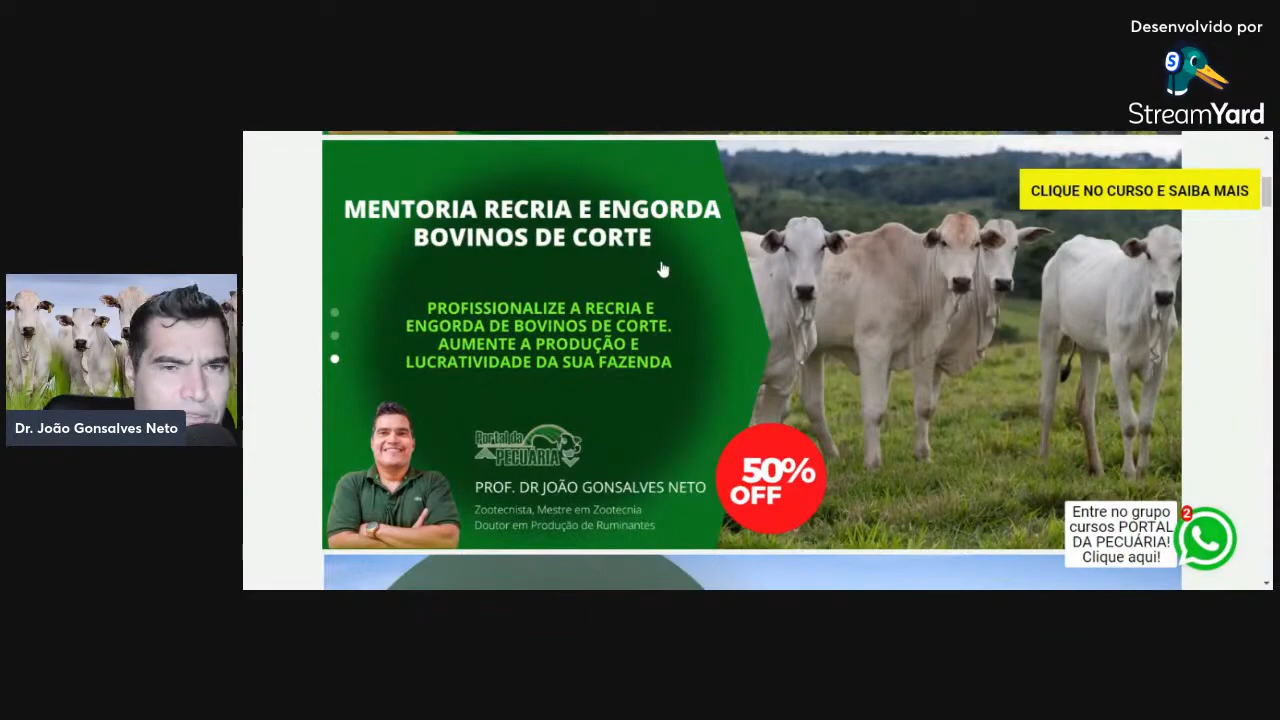 Desenvolvido por
StreamYard
CLIQUE NO CURSO E SAIBA MAIS
MENTORIA RECRIA E ENGORDA
BOVINOS DE CORTE
PROFISSIONALIZE A RECRIA E
ENGORDA DE BOVINOS DE CORTE.
AUMENTE A PRODUÇÃO E
LUCRATIVIDADE DA SUA FAZENDA
Dr. João Gonsalves Neto
Portal da
PECUÁRIA
50%
OFF
PROF. DR JOÃO GONSALVES NETO
Zootecnista, Mestre em Zootecnia
Doutor em Produção de Ruminantes
Entre no grupo
cursos PORTAL
DA PECUÁRIA!
Clique aqui!
2